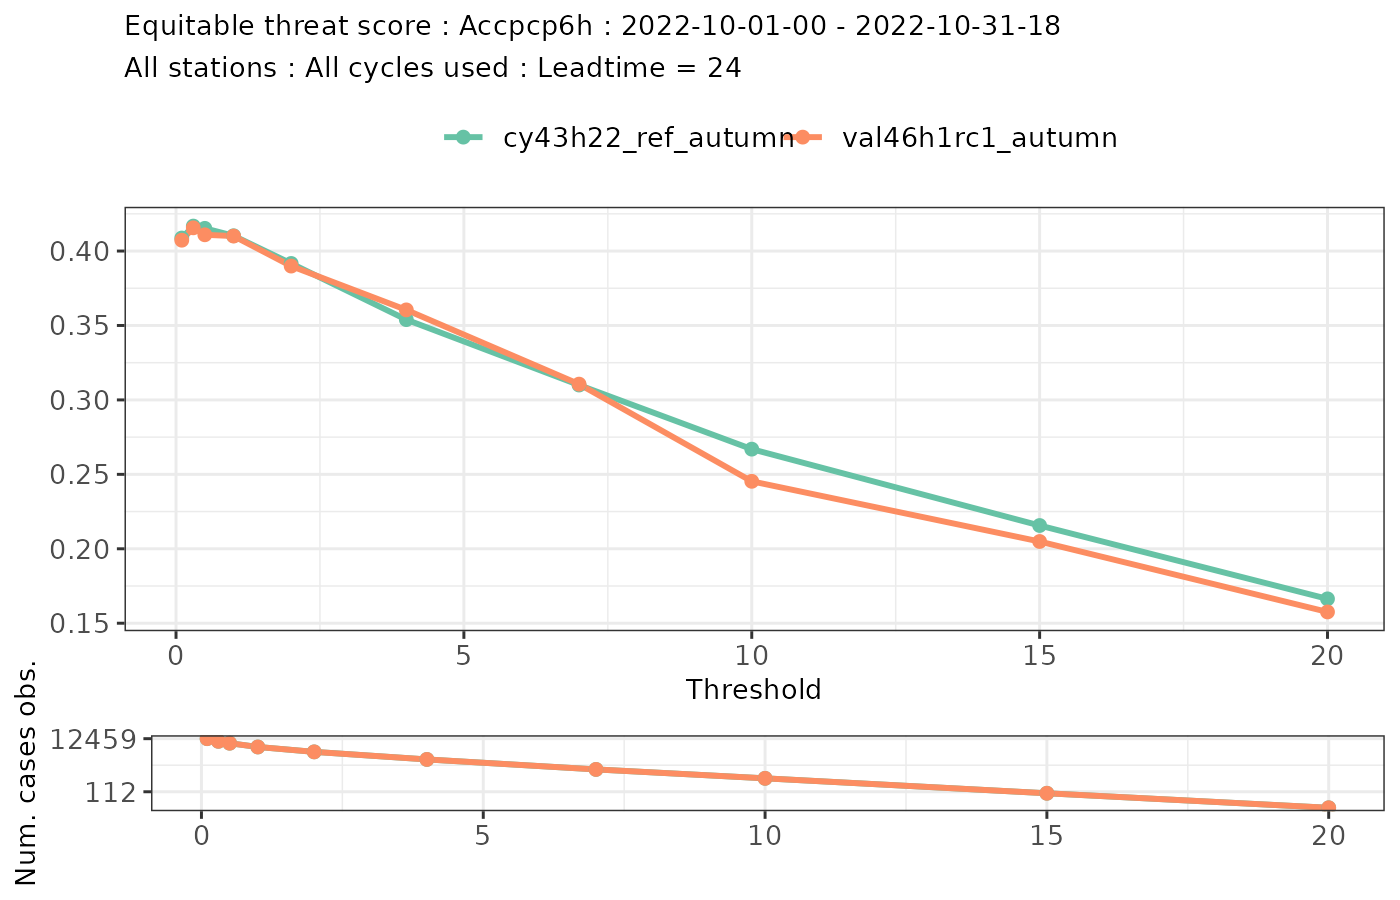 Equitable threat score : Accpcp6h : 2022-10-01-00 - 2022-10-31-18
All stations : All cycles used : Leadtime = 24
cy43h22_ref_autumn val46h1rc1_autumn
0.40
0.35
0.30
0.25
0.20
0.15
0 5 10 15 20
Threshold
Num. cases obs.
12459
112
0 5 10 15 20